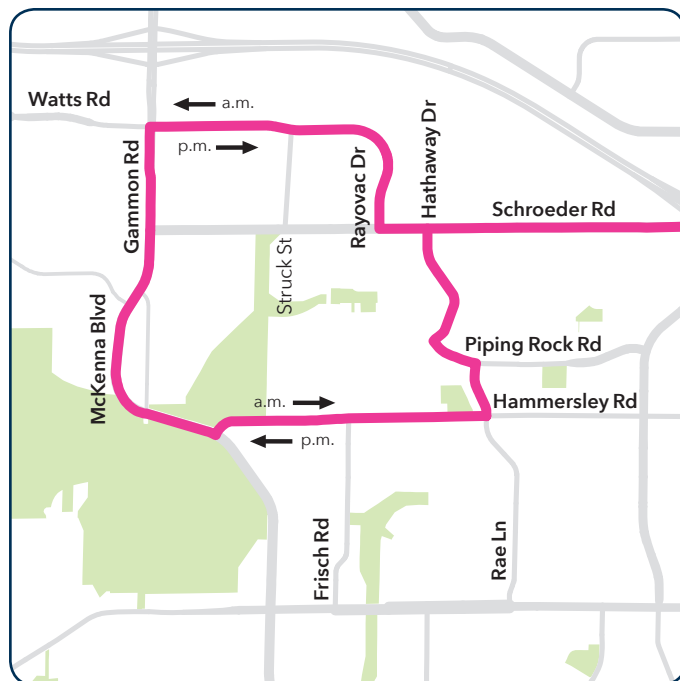 Watts Rd
a.m.
p.m.
Gammon Rd
Rayovac Dr
Hathaway Dr
Schroeder Rd
Struck St
McKenna Blvd
Piping Rock Rd
a.m.
Hammersley Rd
p.m.
Frisch Rd
Rae Ln